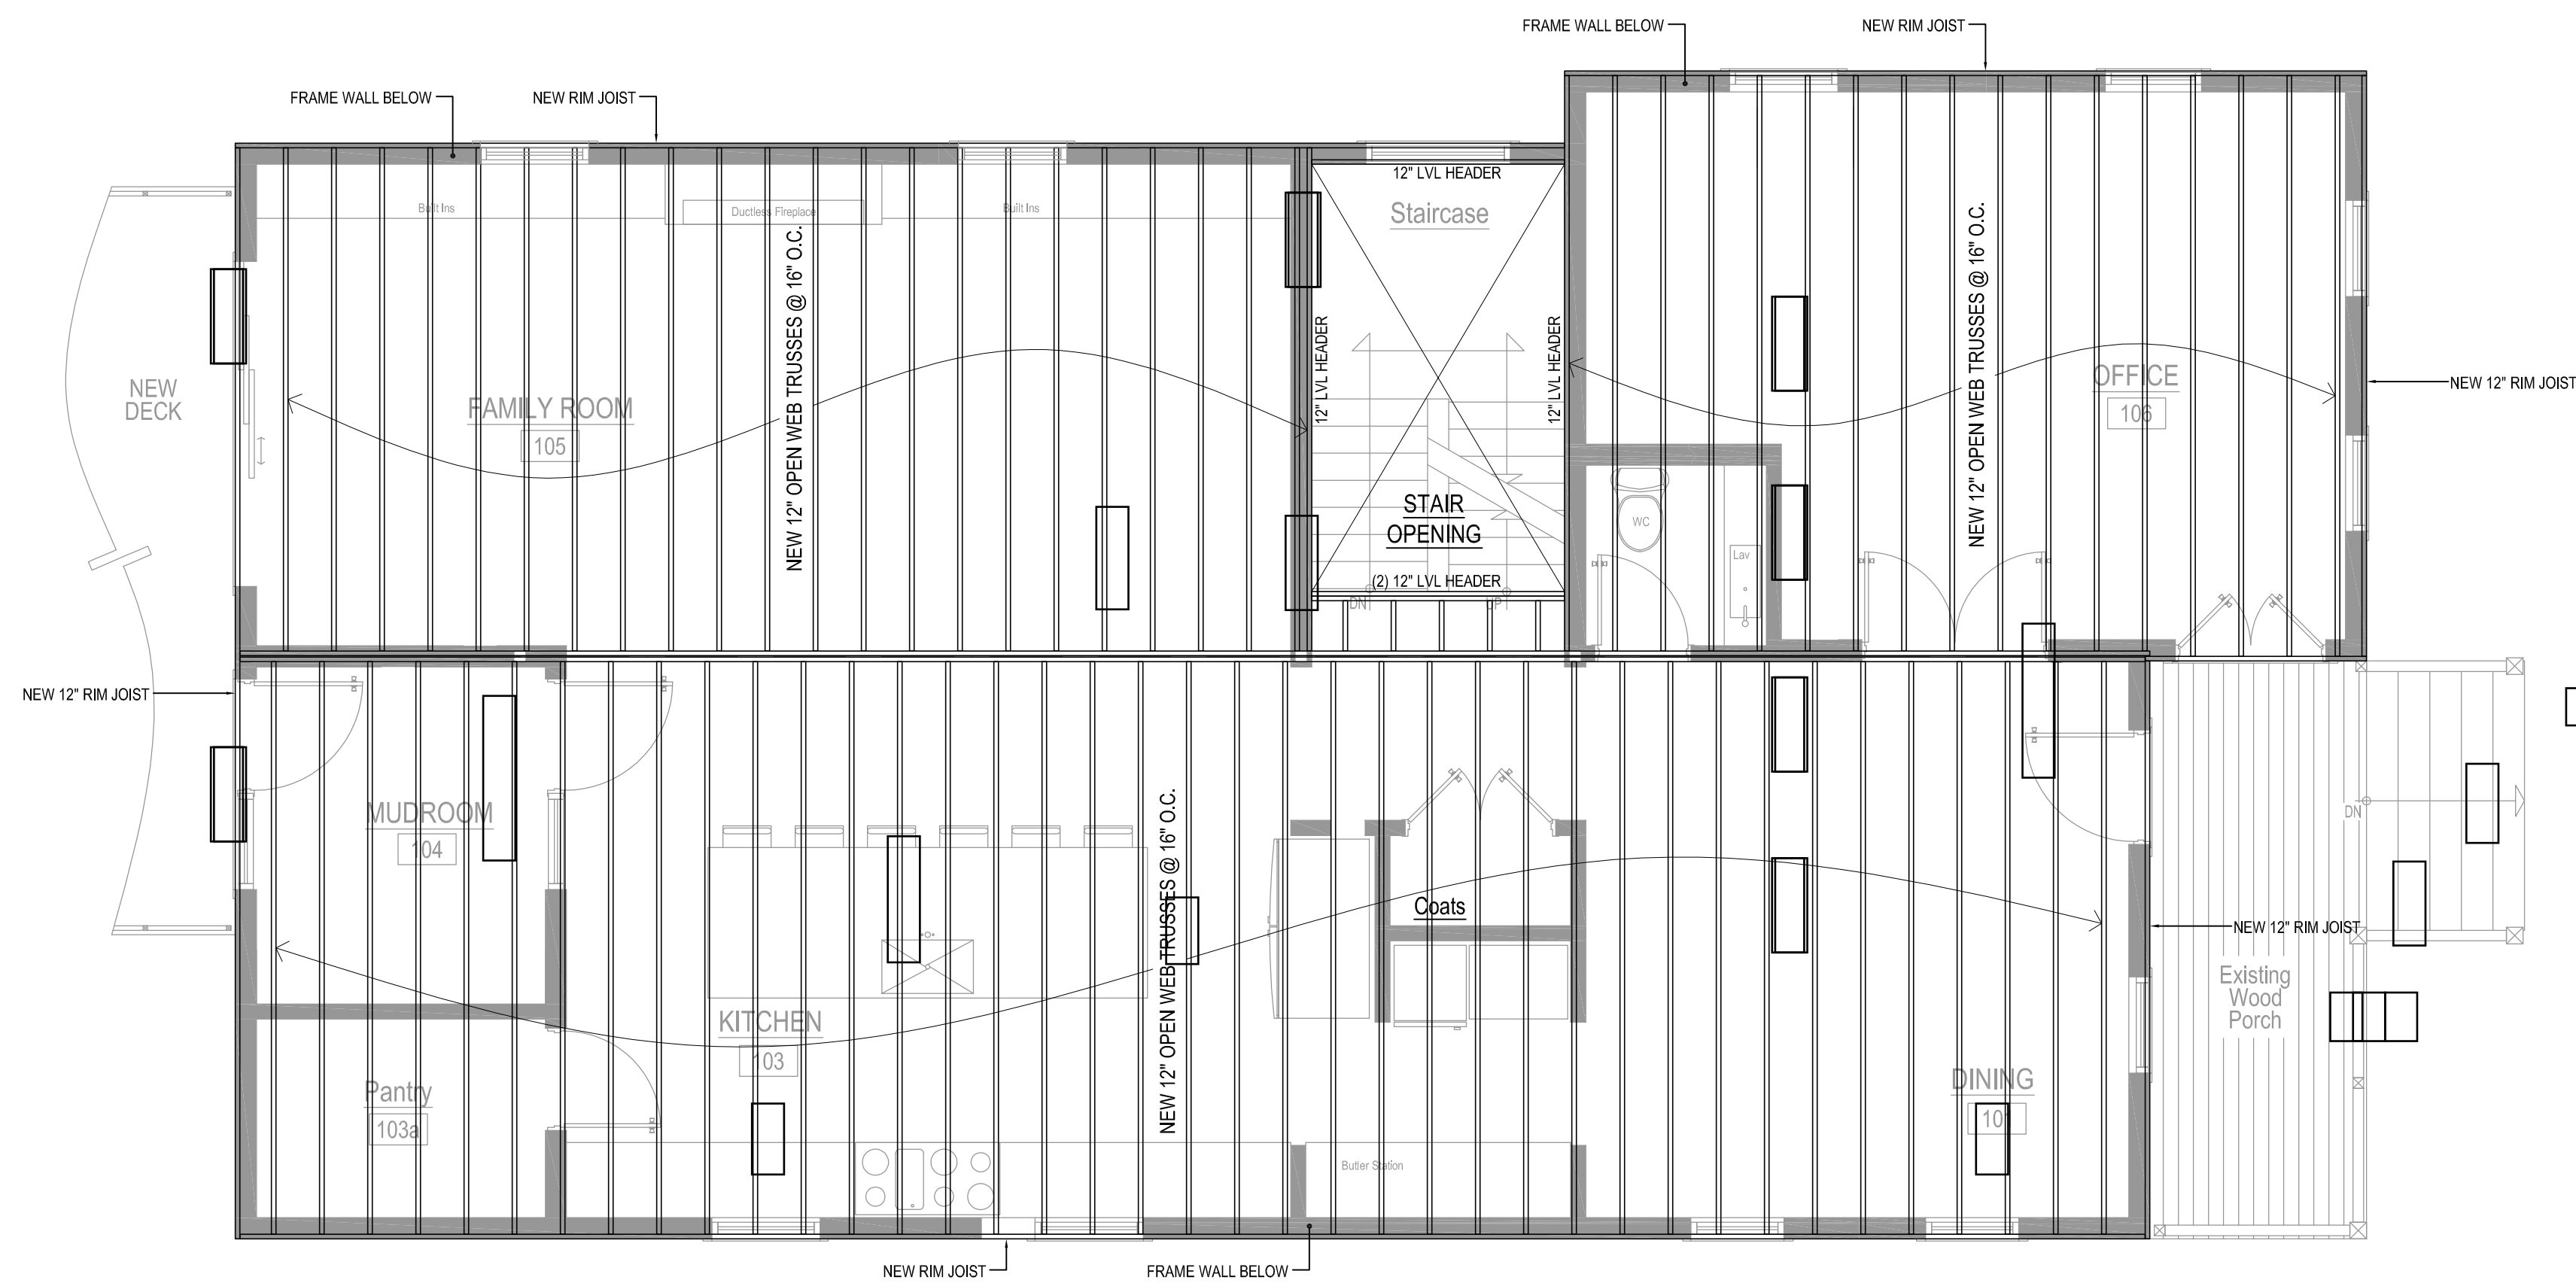 FRAME WALL BELOW
NEW RIM JOIST
FRAME WALL BELOW
NEW RIM JOIST
12" LVL HEADER
Staircase
Built Ins
Ductless Fireplace
Built Ins
NEW 12" OPEN WEB TRUSSES @ 16" O.C.
NEW 12" OPEN WEB TRUSSES @ 16" O.C.
12" LVL HEADER
12" LVL HEADER
NEW
DECK
FAMILY ROOM
105
OFFICE
106
NEW 12" RIM JOIST
STAIR
OPENING
WC
Lav
(2) 12" LVL HEADER
DN
UP
NEW 12" RIM JOIST
MUDROOM
104
DN
NEW 12" OPEN WEB TRUSSES @ 16" O.C.
Coats
NEW 12" RIM JOIST
Existing
Wood
Porch
KITCHEN
103
Pantry
103a
DINING
101
Butler Station
NEW RIM JOIST
FRAME WALL BELOW